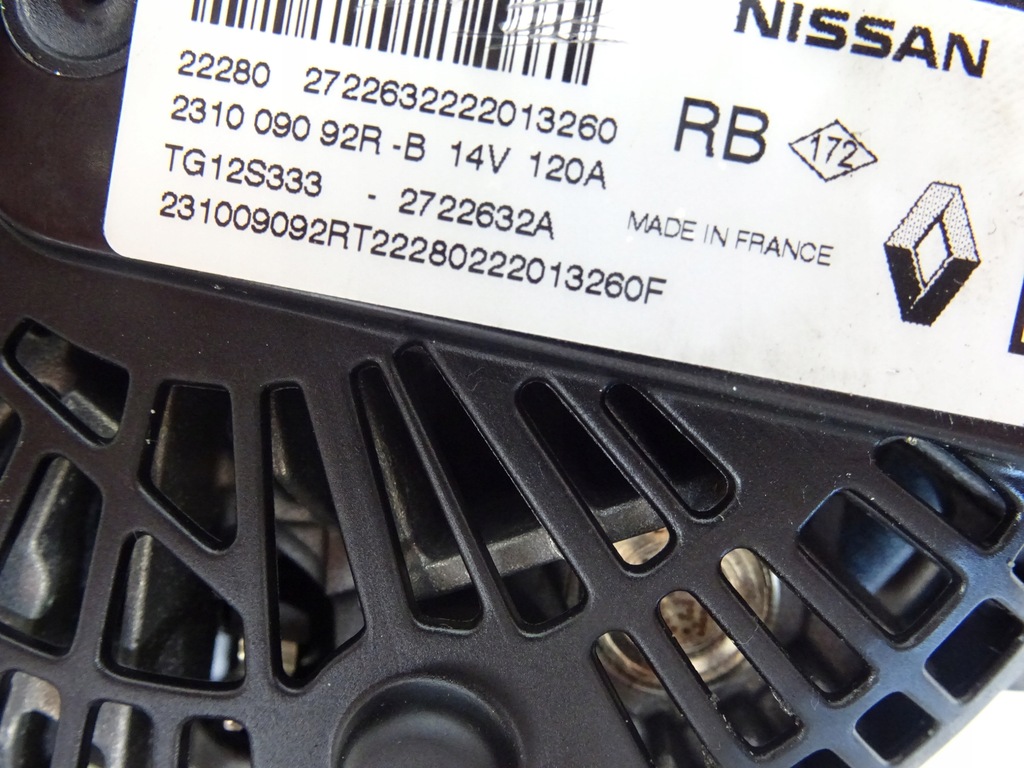 NISSAN
22280 2722632222013260
2310 090 92R -B 14V 120A
RB 172
TG12S333 - 2722632A
MADE IN FRANCE
231009092RT22280222013260F